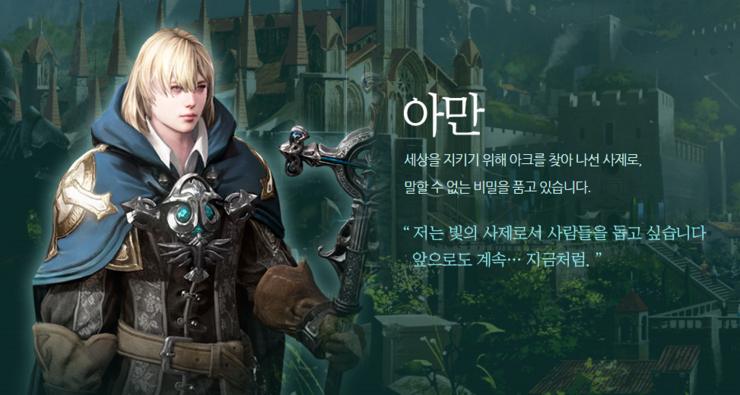 아만
세상을 지키기 위해 아크를 찾아 나선 사제로,
말할 수 없는 비밀을 품고 있습니다.
“ 저는 빛의 사제로서 사람들을 돕고 싶습니다
앞으로도 계속… 지금처럼. ”